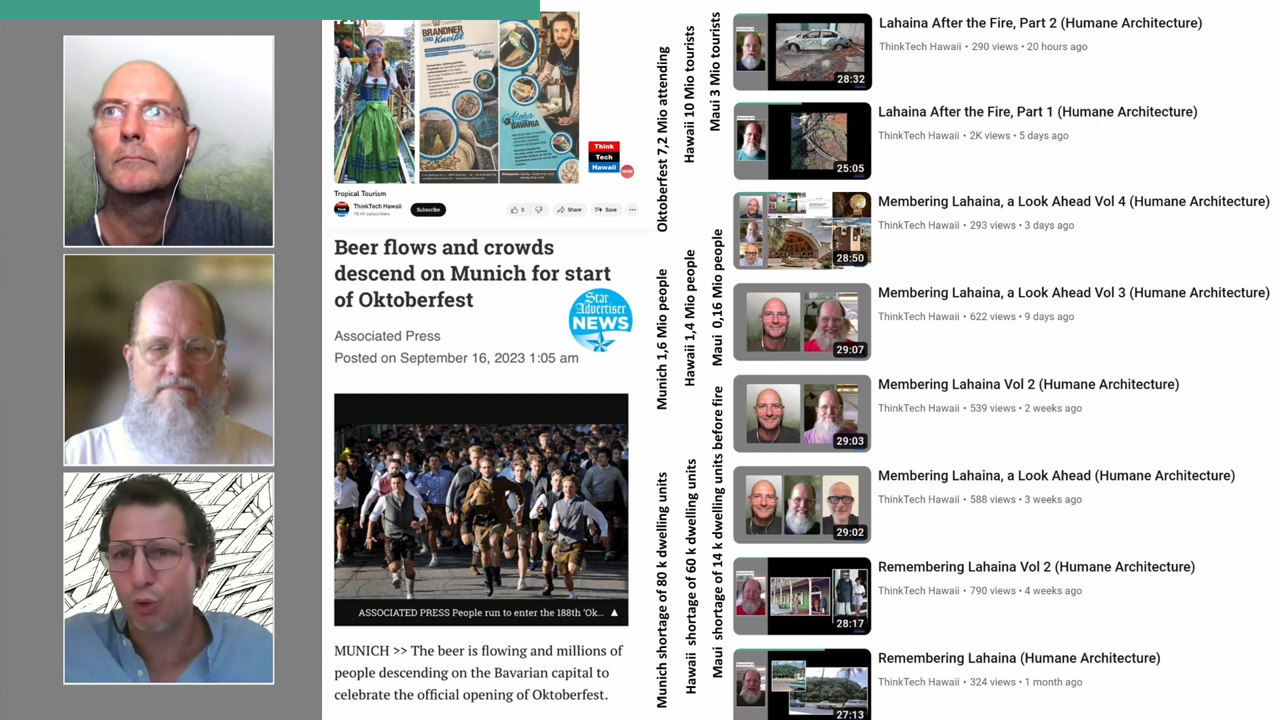 BRANDNER
UND Kneipe
Aloha
BAVARIA
Think
Tech
Hawaii
Tropical Tourism
ThinkTech Hawaii
Subscribe
0
Share
Save
Beer flows and crowds
descend on Munich for start
of Oktoberfest
Star
Advertiser
NEWS
Associated Press
Posted on September 16, 2023 1:05 am
ASSOCIATED PRESS People run to enter the 188th ‘Ok... ▲
MUNICH >> The beer is flowing and millions of
people descending on the Bavarian capital to
celebrate the official opening of Oktoberfest.
Oktoberfest 7,2 Mio attending
Hawaii 10 Mio tourists
Maui 3 Mio tourists
Munich 1,6 Mio people
Hawaii 1,4 Mio people
Maui 0,16 Mio people
Munich shortage of 80 k dwelling units
Hawaii shortage of 60 k dwelling units
Maui shortage of 14 k dwelling units before fire
28:32
Lahaina After the Fire, Part 2 (Humane Architecture)
ThinkTech Hawaii • 290 views • 20 hours ago
25:05
Lahaina After the Fire, Part 1 (Humane Architecture)
ThinkTech Hawaii • 2K views • 5 days ago
28:50
Membering Lahaina, a Look Ahead Vol 4 (Humane Architecture)
ThinkTech Hawaii • 293 views • 3 days ago
29:07
Membering Lahaina, a Look Ahead Vol 3 (Humane Architecture)
ThinkTech Hawaii • 622 views • 9 days ago
29:03
Membering Lahaina Vol 2 (Humane Architecture)
ThinkTech Hawaii • 539 views • 2 weeks ago
29:02
Membering Lahaina, a Look Ahead (Humane Architecture)
ThinkTech Hawaii • 588 views • 3 weeks ago
28:17
Remembering Lahaina Vol 2 (Humane Architecture)
ThinkTech Hawaii • 790 views • 4 weeks ago
27:13
Remembering Lahaina (Humane Architecture)
ThinkTech Hawaii • 324 views • 1 month ago